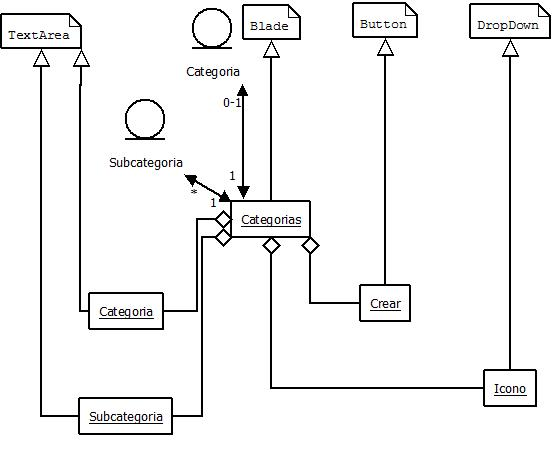 Blade
Button
DropDown
TextArea
Categoria
0-1
Subcategoria
1
*
1
Categorias
Categoria
Crear
Icono
Subcategoria